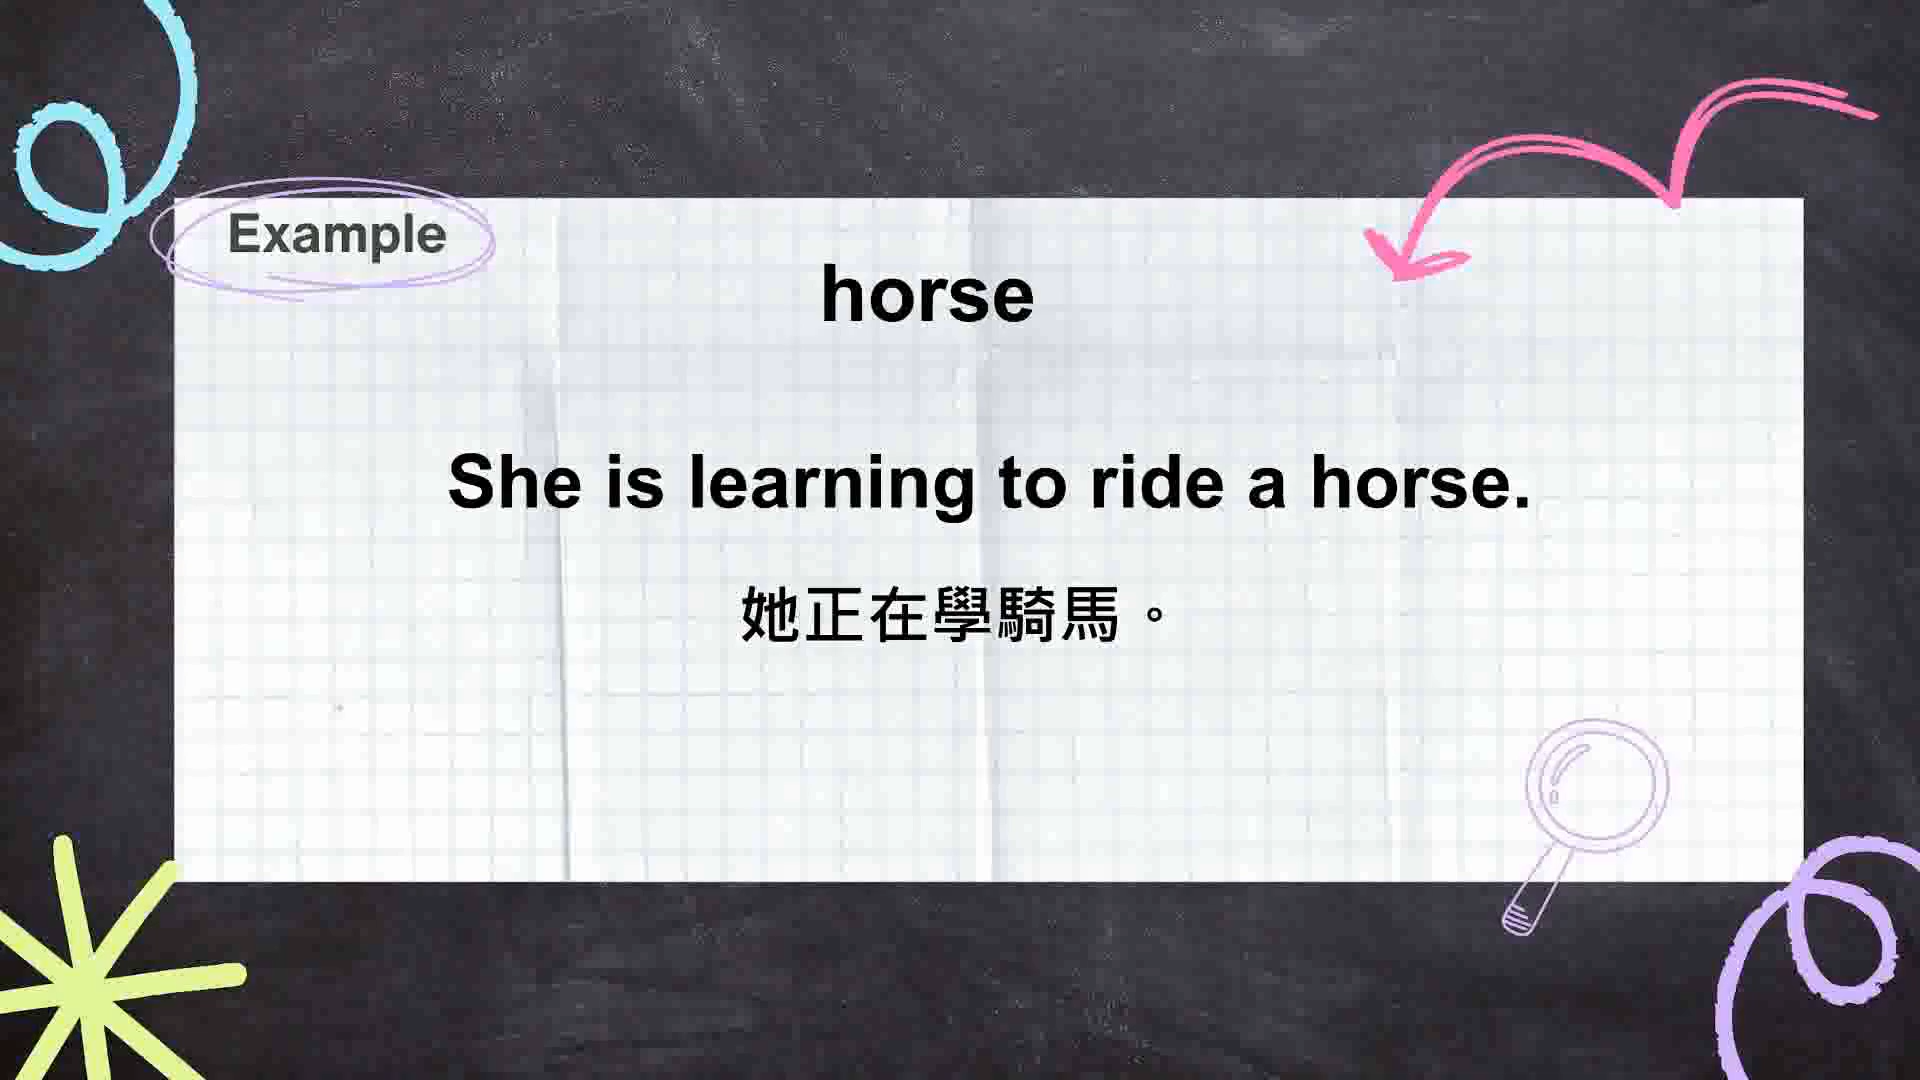 Example
horse
She is learning to ride a horse.
她正在學騎馬。